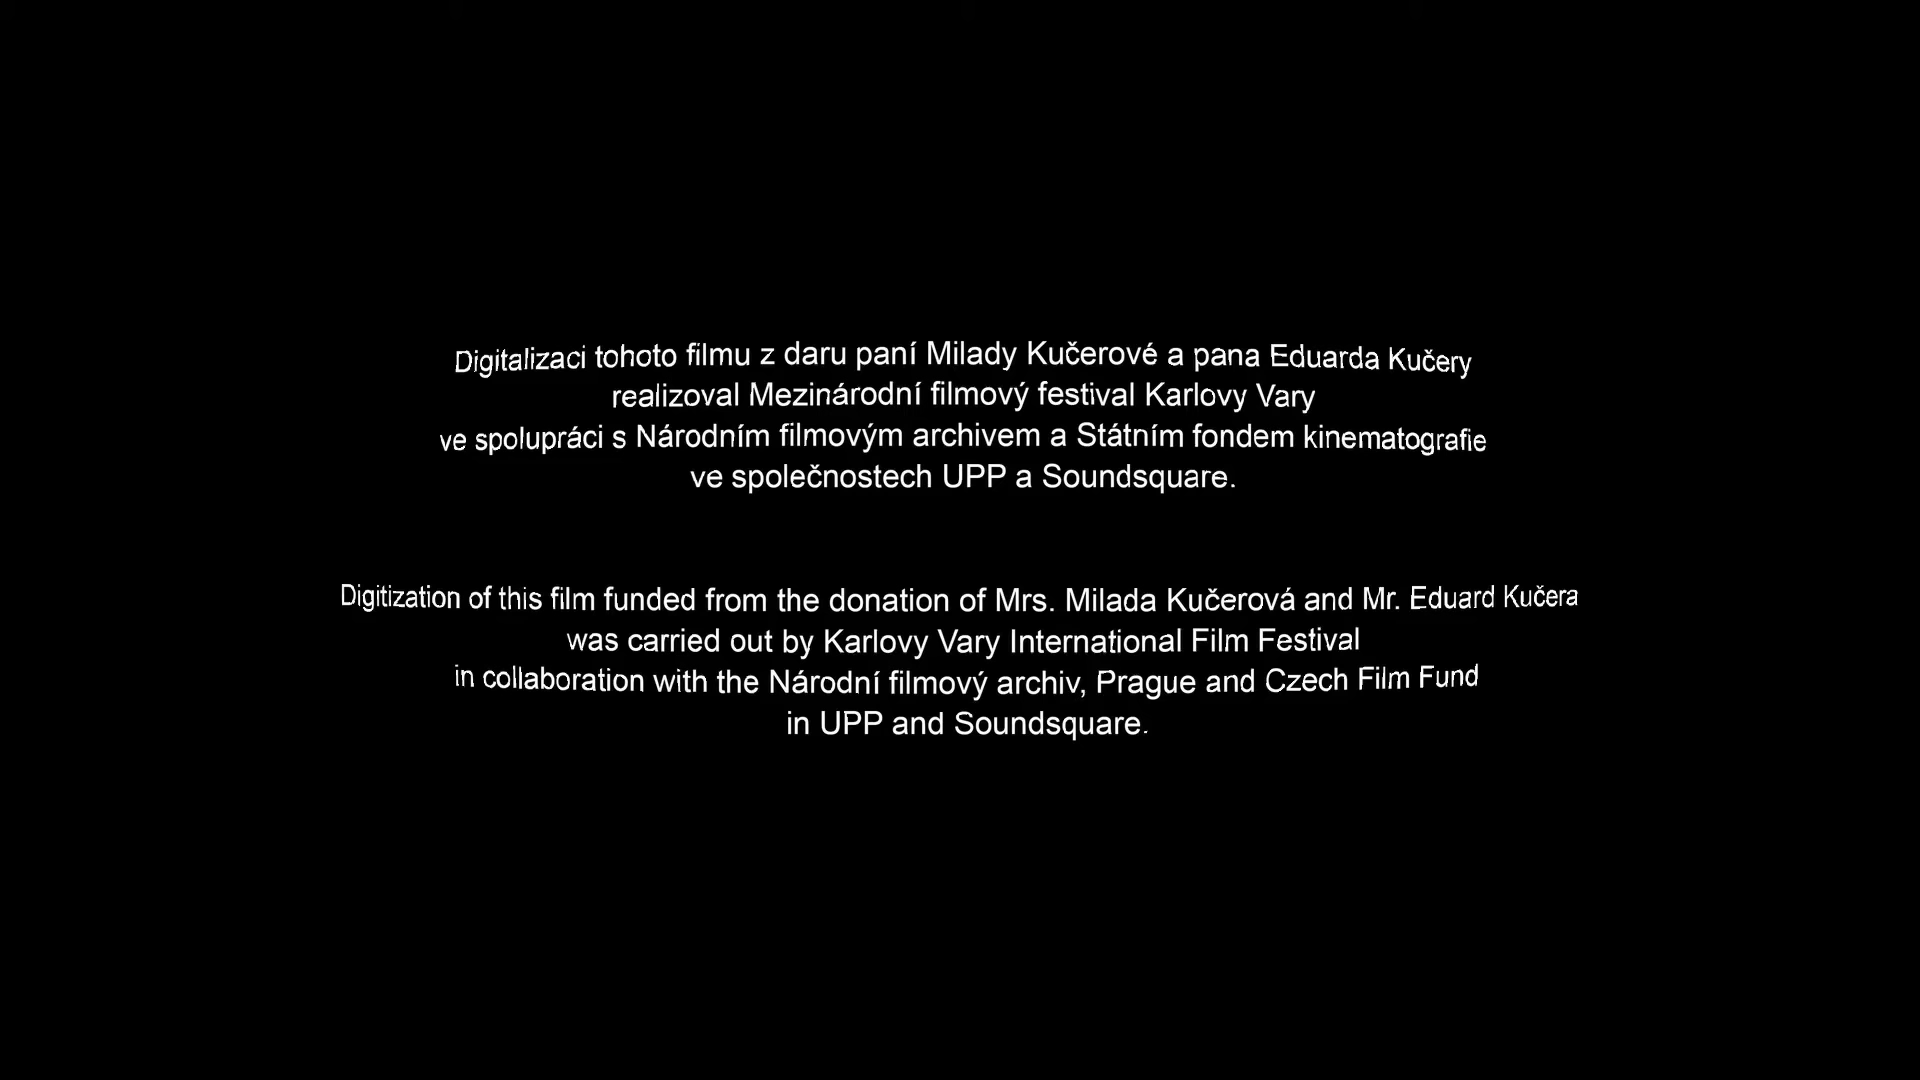 Digitalizaci tohoto filmu z daru paní Milady Kučerové a pana Eduarda Kučery
realizoval Mezinárodní filmový festival Karlovy Vary
ve spolupráci s Národním filmovým archivem a Státním fondem kinematografie
ve společnostech UPP a Soundsquare.
Digitization of this film funded from the donation of Mrs. Milada Kučerová and Mr. Eduard Kučera
was carried out by Karlovy Vary International Film Festival
in collaboration with the Národní filmový archiv, Prague and Czech Film Fund
in UPP and Soundsquare.